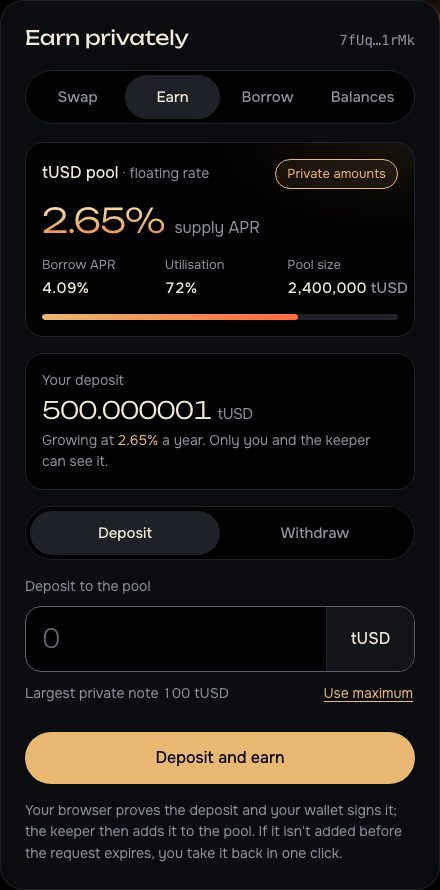 Earn privately
7fUq…1rMk
Swap
Earn
Borrow
Balances
tUSD pool · floating rate
Private amounts
2.65% supply APR
Borrow APR
Utilisation
Pool size
4.09%
72%
2,400,000 tUSD
Your deposit
500.000001 tUSD
Growing at 2.65% a year. Only you and the keeper
can see it.
Deposit
Withdraw
Deposit to the pool
0
tUSD
Largest private note 100 tUSD
Use maximum
Deposit and earn
Your browser proves the deposit and your wallet signs it;
the keeper then adds it to the pool. If it isn't added before
the request expires, you take it back in one click.